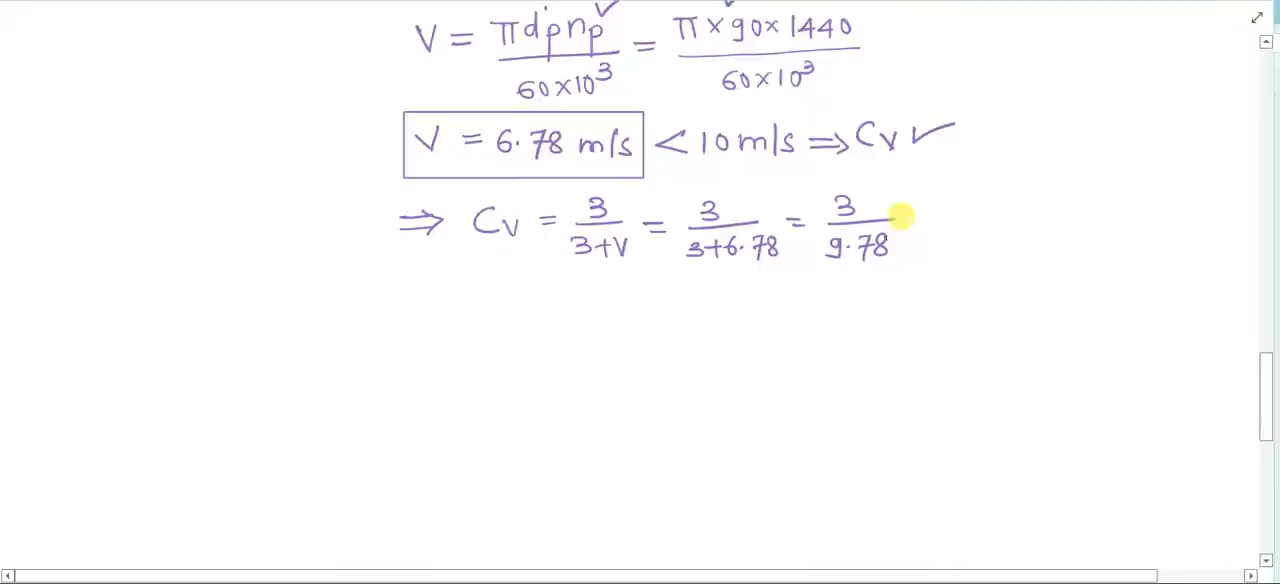 V = πdpnp / 60×10³ = π×90×1440 / 60×10³
V = 6.78 m/s < 10 m/s ⇒ Cv ✓
⇒ Cv = 3 / 3+V = 3 / 3+6.78 = 3 / 9.78